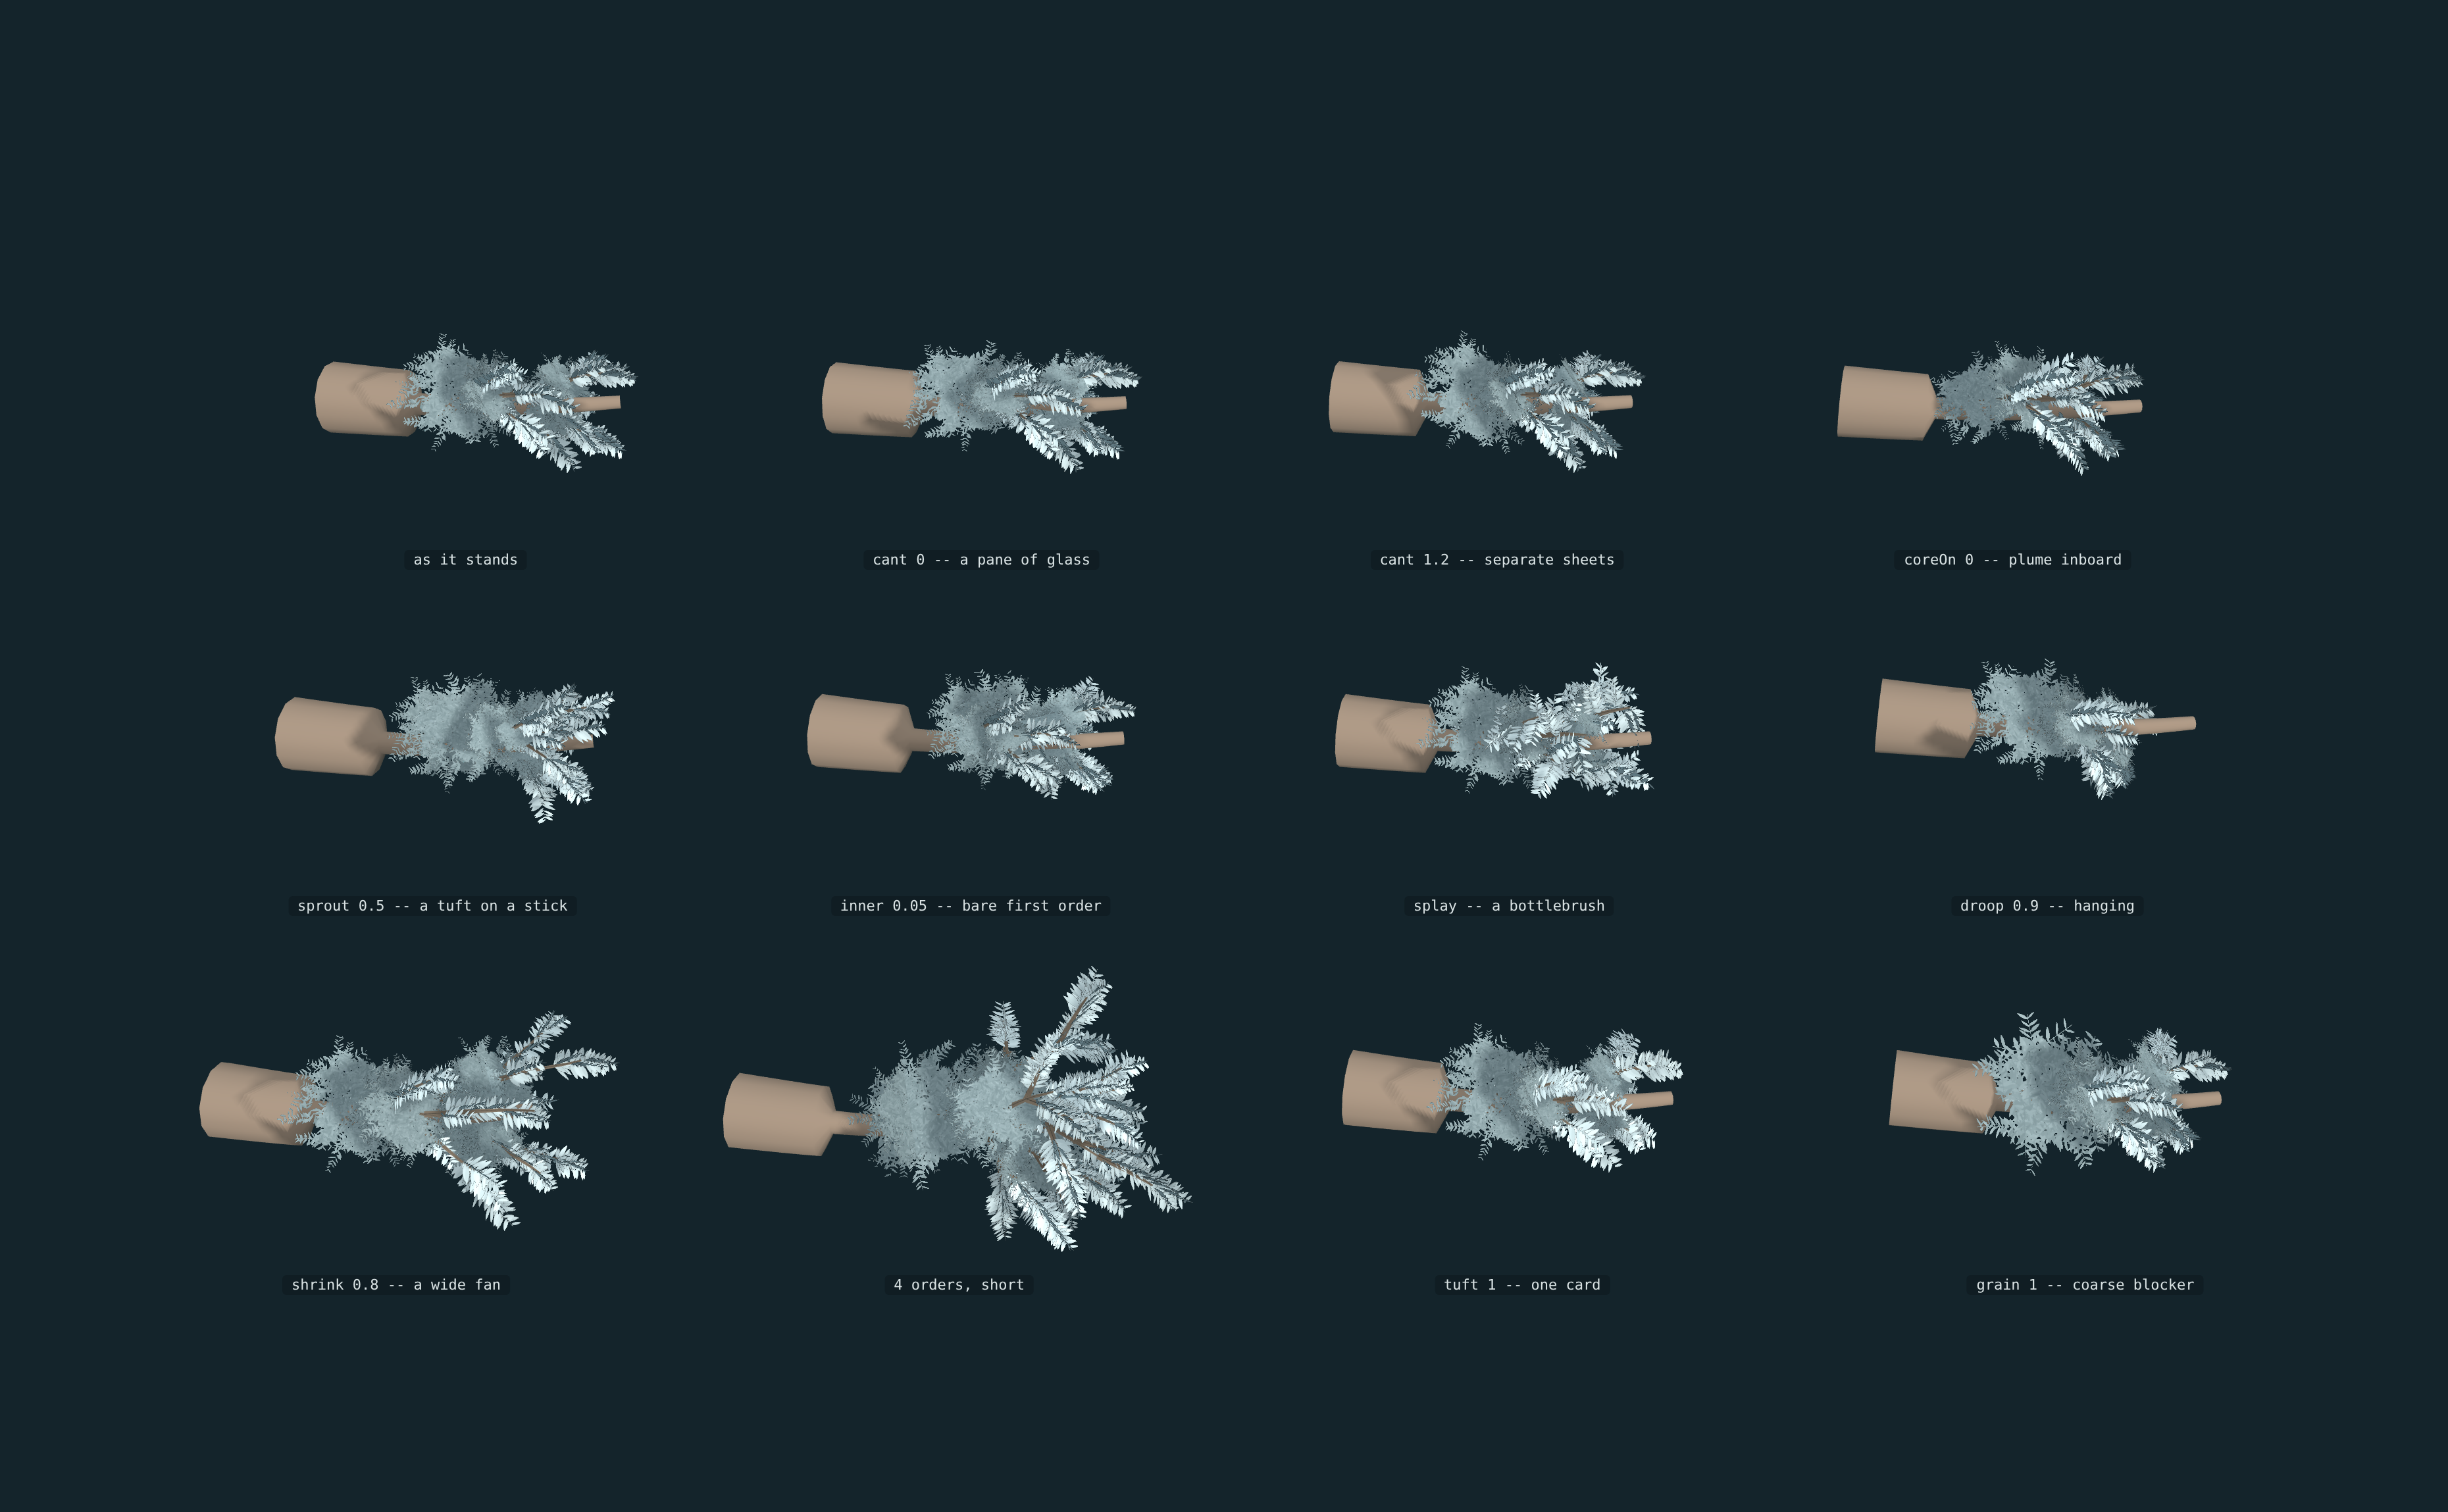 as it stands
cant 0 -- a pane of glass
cant 1.2 -- separate sheets
coreOn 0 -- plume inboard
sprout 0.5 -- a tuft on a stick
inner 0.05 -- bare first order
splay -- a bottlebrush
droop 0.9 -- hanging
shrink 0.8 -- a wide fan
4 orders, short
tuft 1 -- one card
grain 1 -- coarse blocker